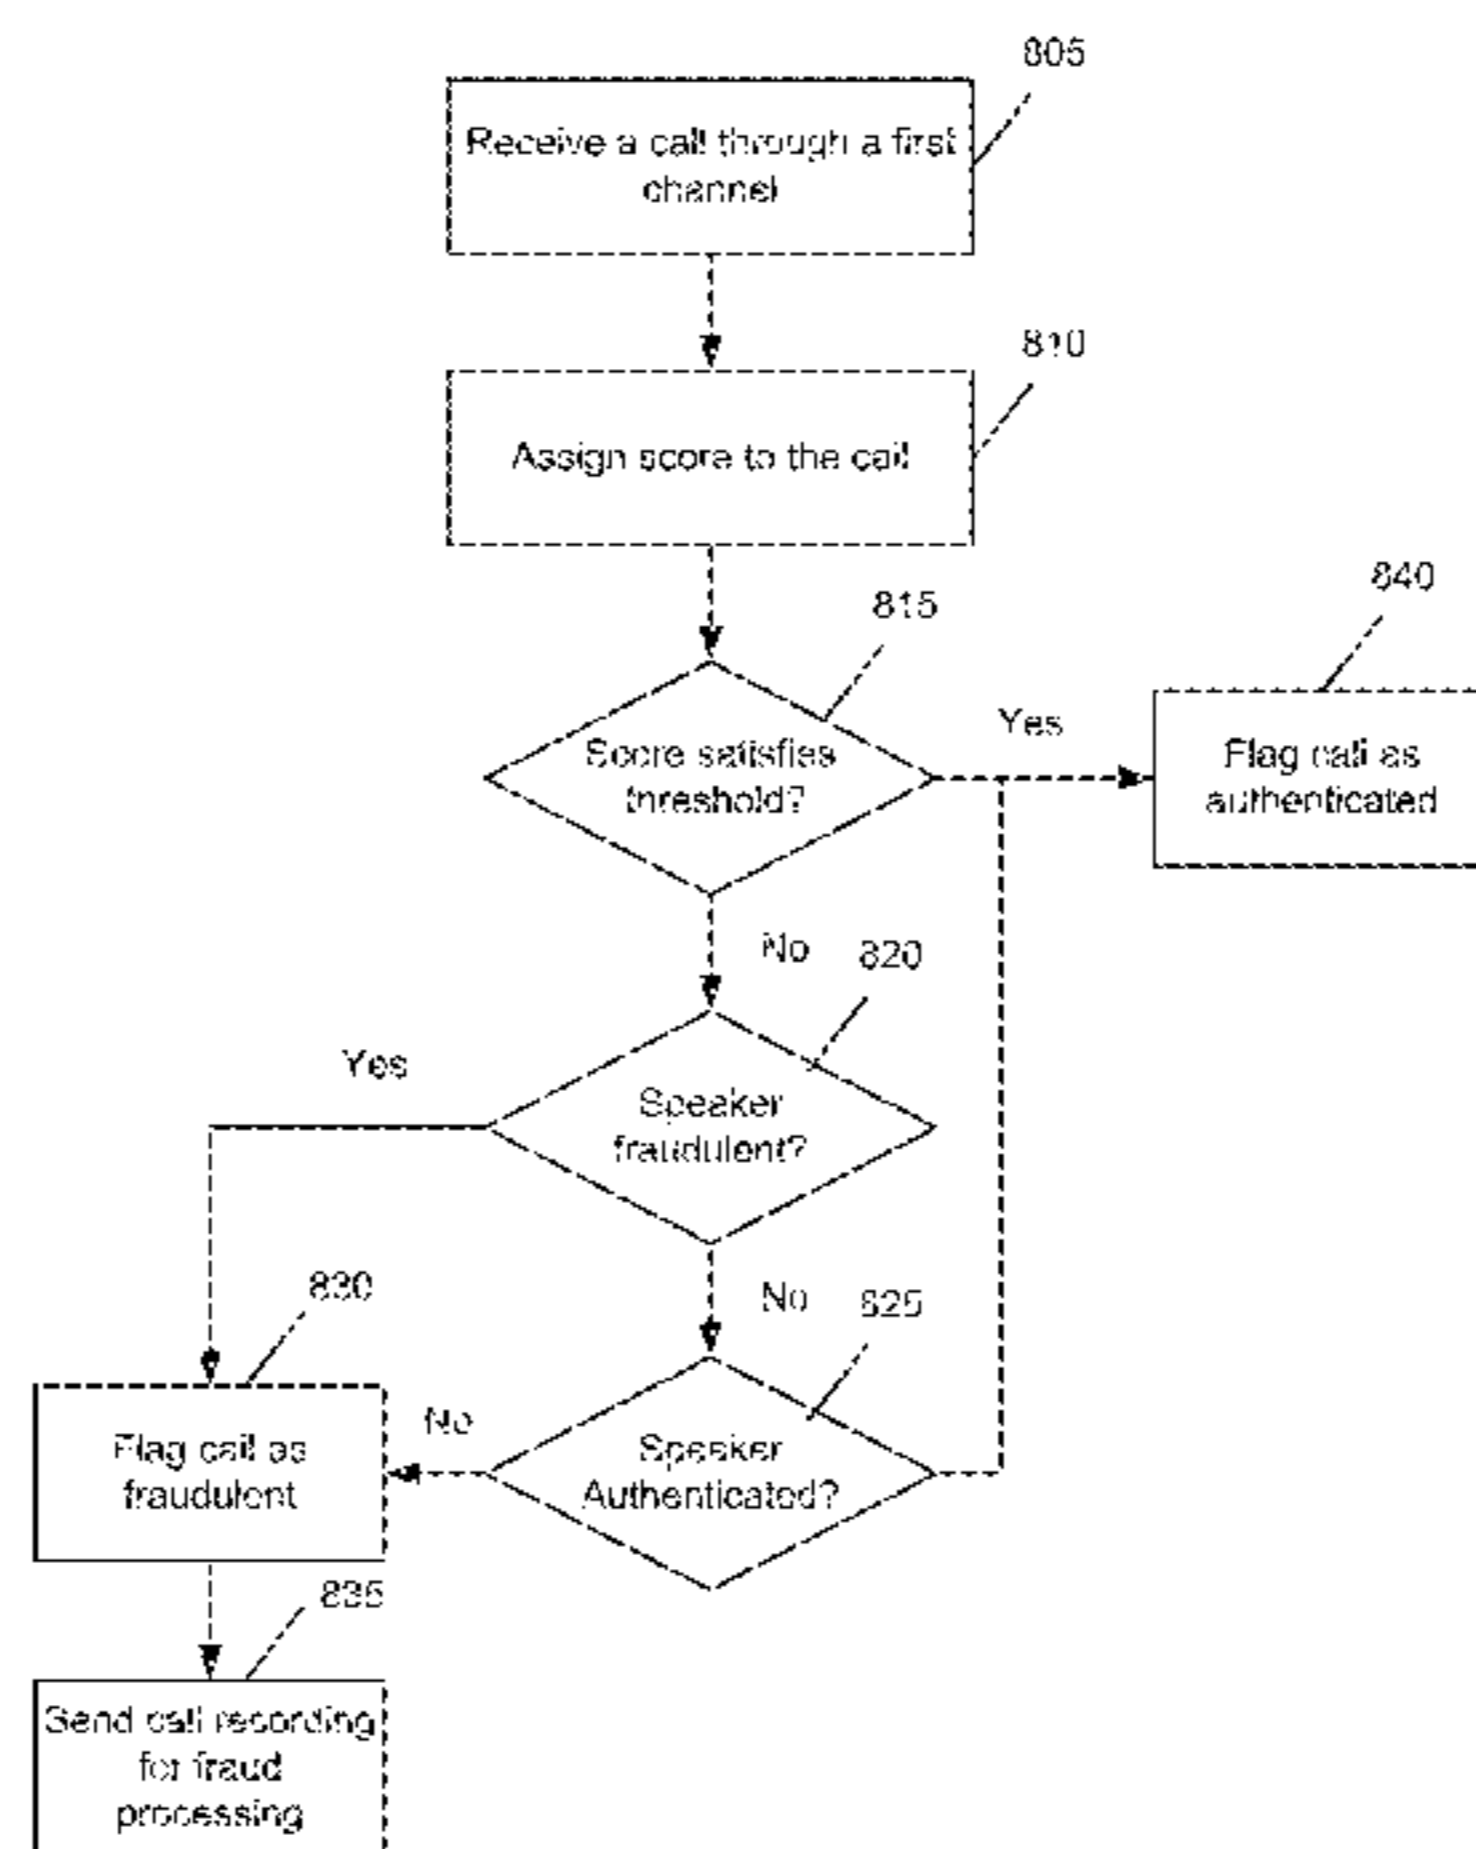 805
Receive a call through a first
channel
810
Assign score to the call
815
840
Score satisfies
threshold?
Yes
Flag call as
authenticated
No
820
Yes
Speaker
fraudulent?
830
No
825
Flag call as
fraudulent
No
Speaker
Authenticated?
835
Send call recording
for fraud
processing